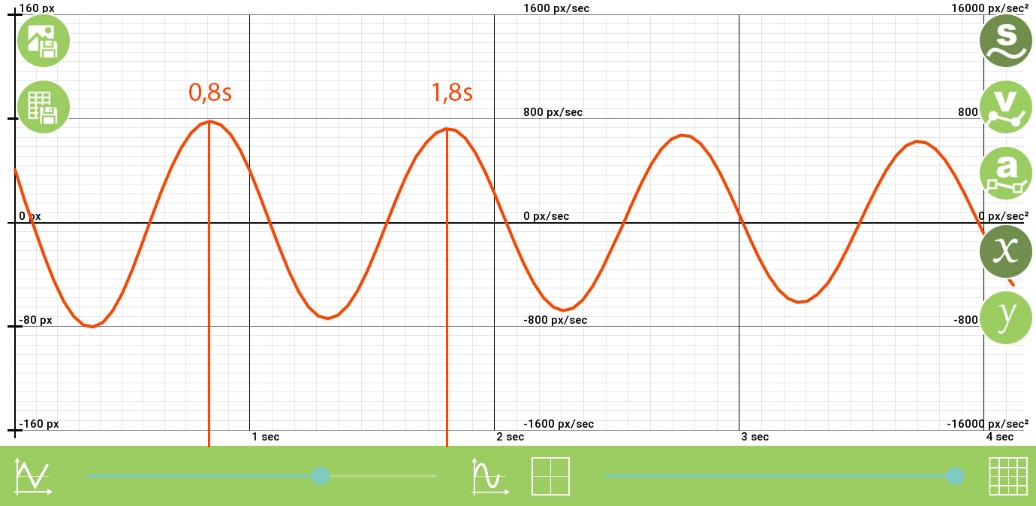 160 px
1600 px/sec
16000 px/sec²
s
0,8s
1,8s
v
800 px/sec
800
a
0 px
0 px/sec
0 px/sec²
x
-80 px
-800 px/sec
-800
y
-160 px
-1600 px/sec
-16000 px/sec²
1 sec
2 sec
3 sec
4 sec